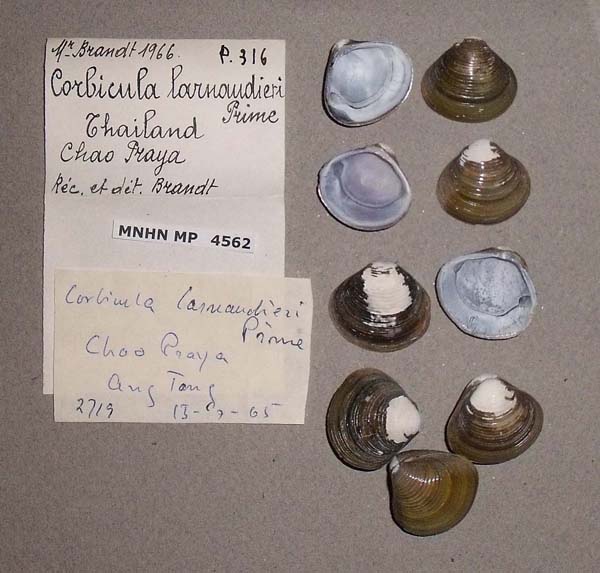 Mr Brandt 1966. P. 316
Corbicula larnaudieri
Prime
Thailand
Chao Praya
Réc. et dét. Brandt
MNHN MP 4562
Corbicula larnaudieri
Prime
Chao Praya
Ang Tong
2719 13-9-65